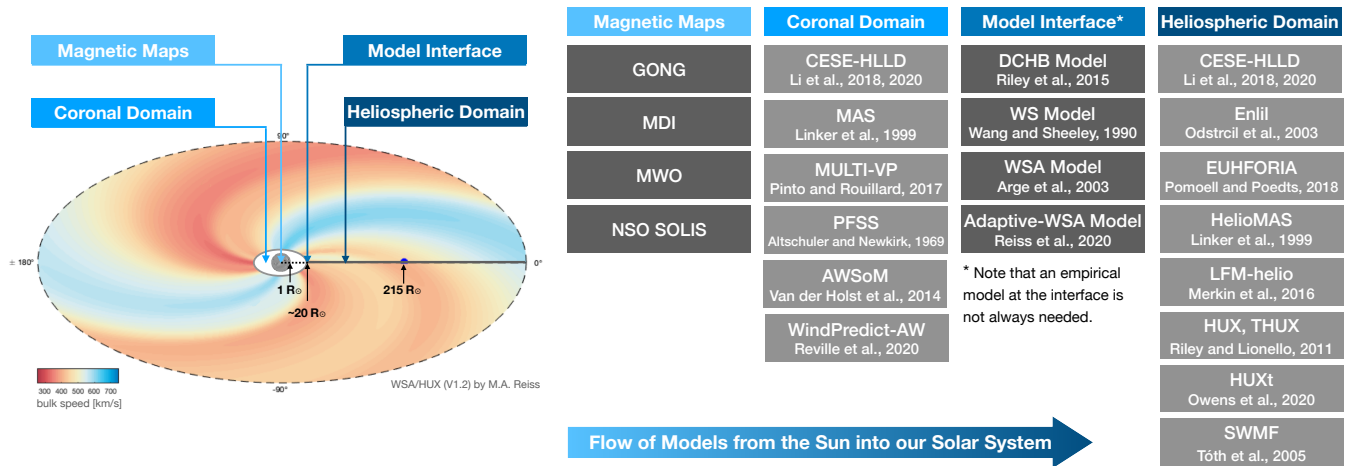 Magnetic Maps
Model Interface
Coronal Domain
Heliospheric Domain
90°
± 180°
0°
1 R☉
215 R☉
~20 R☉
-90°
300 400 500 600 700
bulk speed [km/s]
WSA/HUX (V1.2) by M.A. Reiss
Magnetic Maps
GONG
MDI
MWO
NSO SOLIS
Coronal Domain
CESE-HLLD
Li et al., 2018, 2020
MAS
Linker et al., 1999
MULTI-VP
Pinto and Rouillard, 2017
PFSS
Altschuler and Newkirk, 1969
AWSoM
Van der Holst et al., 2014
WindPredict-AW
Reville et al., 2020
Model Interface*
DCHB Model
Riley et al., 2015
WS Model
Wang and Sheeley, 1990
WSA Model
Arge et al., 2003
Adaptive-WSA Model
Reiss et al., 2020
* Note that an empirical
model at the interface is
not always needed.
Heliospheric Domain
CESE-HLLD
Li et al., 2018, 2020
Enlil
Odstrcil et al., 2003
EUHFORIA
Pomoell and Poedts, 2018
HelioMAS
Linker et al., 1999
LFM-helio
Merkin et al., 2016
HUX, THUX
Riley and Lionello, 2011
HUXt
Owens et al., 2020
SWMF
Tóth et al., 2005
Flow of Models from the Sun into our Solar System